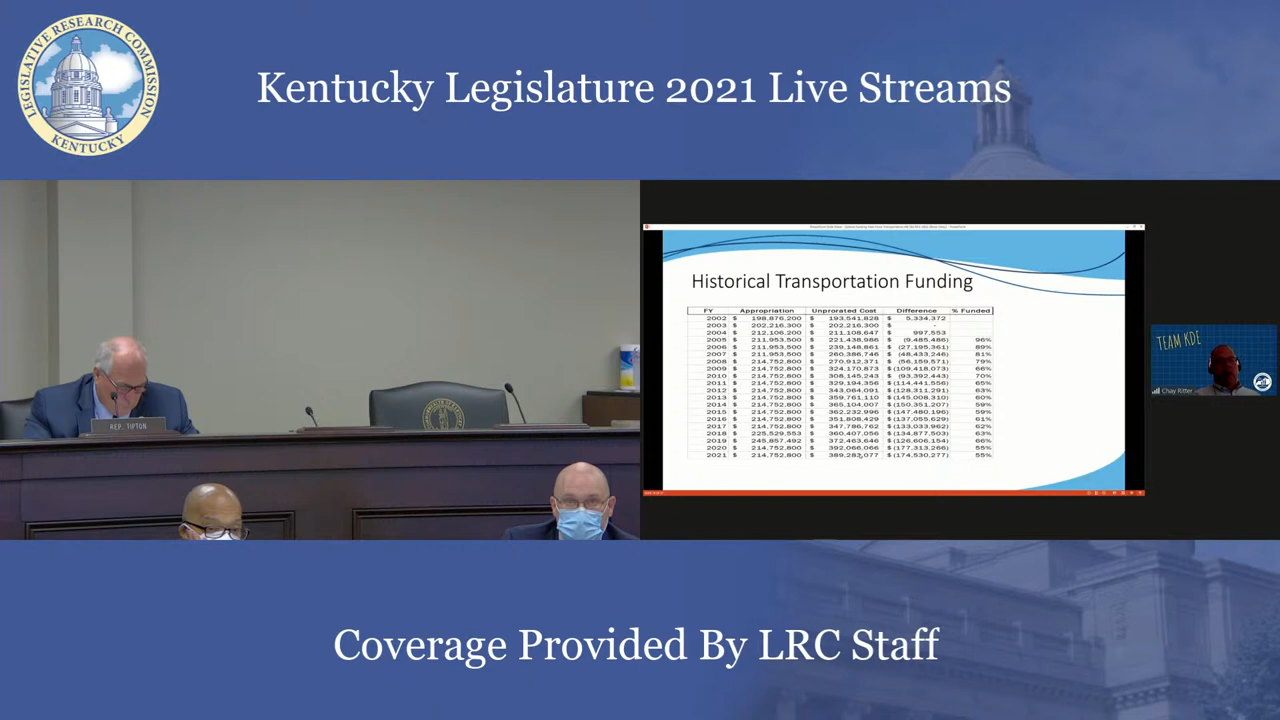 LEGISLATIVE RESEARCH COMMISSION
KENTUCKY
Kentucky Legislature 2021 Live Streams
REP. TIPTON
Historical Transportation Funding
FY Appropriation Unprorated Cost Difference % Funded
2002 $ 198,876,200 $ 193,541,828 $ 5,334,372
2003 $ 202,216,300 $ 202,216,300 $ -
2004 $ 212,106,200 $ 211,108,647 $ 997,553
2005 $ 211,953,500 $ 221,438,986 $ (9,485,486) 96%
2006 $ 211,953,500 $ 239,148,861 $ (27,195,361) 89%
2007 $ 211,953,500 $ 260,386,746 $ (48,433,246) 81%
2008 $ 214,752,800 $ 270,912,371 $ (56,159,571) 79%
2009 $ 214,752,800 $ 324,170,873 $ (109,418,073) 66%
2010 $ 214,752,800 $ 308,145,243 $ (93,392,443) 70%
2011 $ 214,752,800 $ 329,194,356 $ (114,441,556) 65%
2012 $ 214,752,800 $ 343,064,091 $ (128,311,291) 63%
2013 $ 214,752,800 $ 359,761,110 $ (145,008,310) 60%
2014 $ 214,752,800 $ 365,104,007 $ (150,351,207) 59%
2015 $ 214,752,800 $ 362,232,996 $ (147,480,196) 59%
2016 $ 214,752,800 $ 351,808,429 $ (137,055,629) 61%
2017 $ 214,752,800 $ 347,786,762 $ (133,033,962) 62%
2018 $ 225,529,553 $ 360,407,056 $ (134,877,503) 63%
2019 $ 245,857,492 $ 372,463,646 $ (126,606,154) 66%
2020 $ 214,752,800 $ 392,066,066 $ (177,313,266) 55%
2021 $ 214,752,800 $ 389,283,077 $ (174,530,277) 55%
TEAM KDE
Chay Ritter
Coverage Provided By LRC Staff